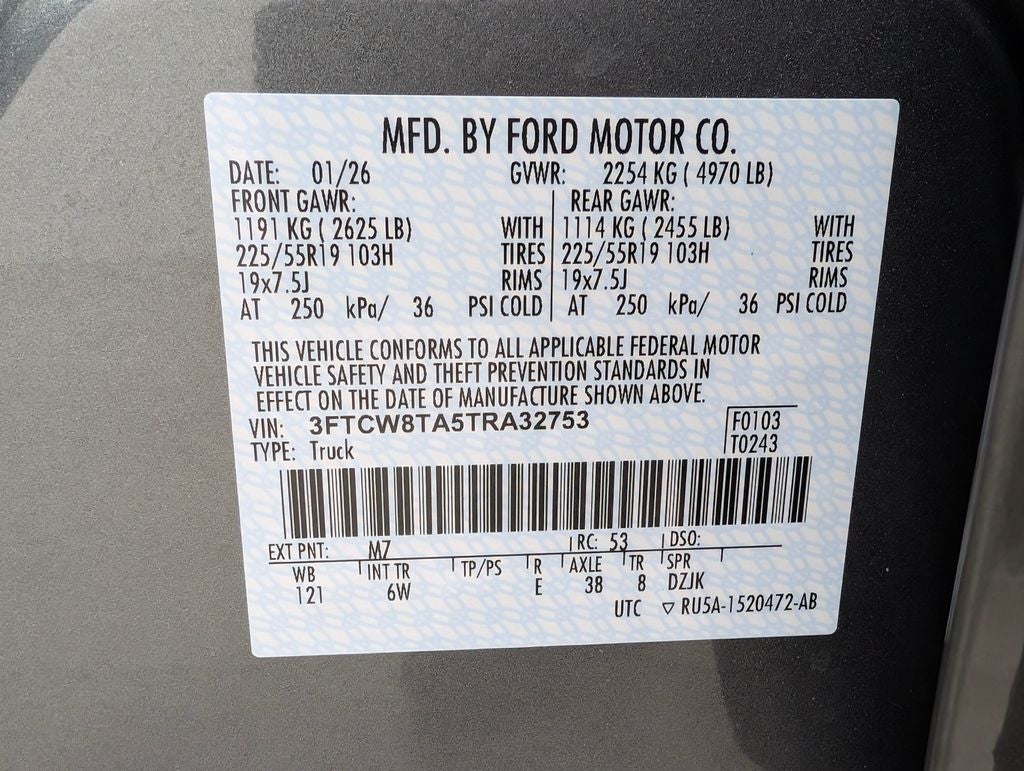 MFD. BY FORD MOTOR CO.
DATE: 01/26 GVWR: 2254 KG ( 4970 LB)
FRONT GAWR: REAR GAWR:
1191 KG ( 2625 LB) WITH 1114 KG ( 2455 LB) WITH
225/55R19 103H TIRES 225/55R19 103H TIRES
19x7.5J RIMS 19x7.5J RIMS
AT 250 kPa/ 36 PSI COLD AT 250 kPa/ 36 PSI COLD
THIS VEHICLE CONFORMS TO ALL APPLICABLE FEDERAL MOTOR
VEHICLE SAFETY AND THEFT PREVENTION STANDARDS IN
EFFECT ON THE DATE OF MANUFACTURE SHOWN ABOVE.
VIN: 3FTCW8TA5TRA32753 F0103
TYPE: Truck T0243
EXT PNT: M7 RC: 53 DSO:
WB INT TR TP/PS R AXLE TR SPR
121 6W E 38 8 DZJK
UTC ▽ RU5A-1520472-AB